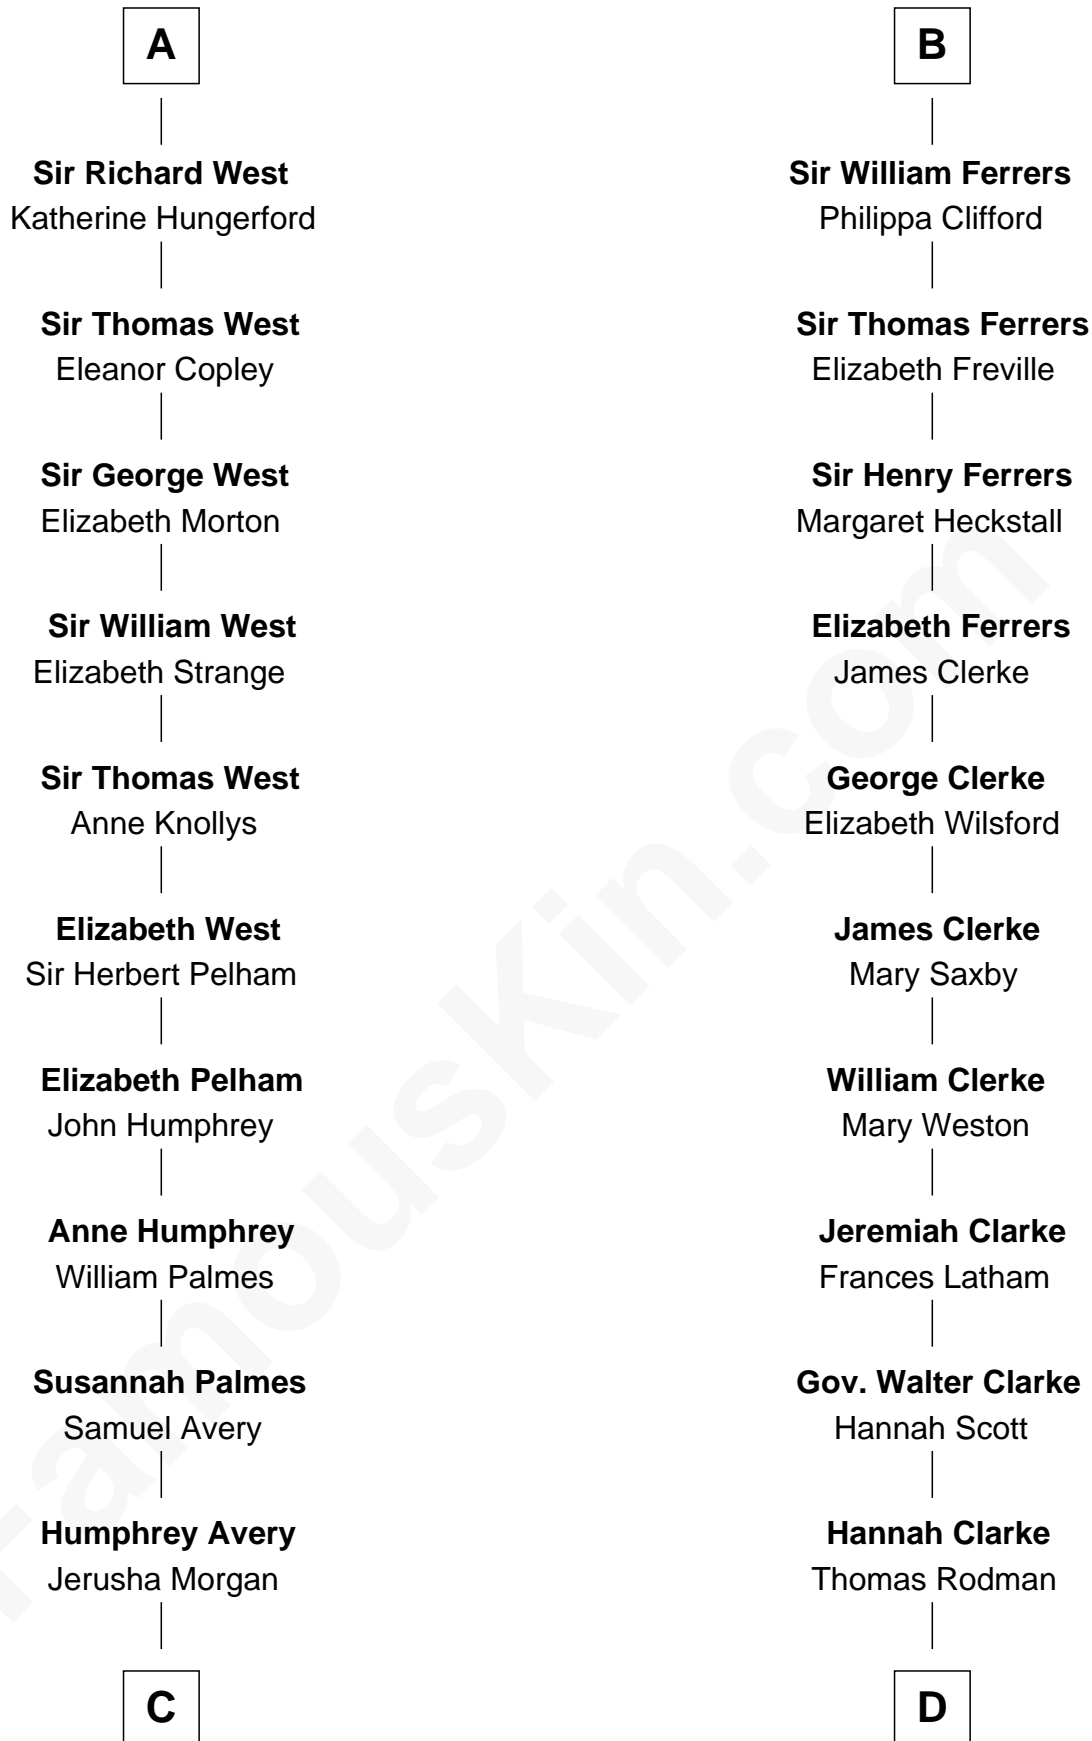 A
Sir Richard West
Katherine Hungerford
Sir Thomas West
Eleanor Copley
Sir George West
Elizabeth Morton
Sir William West
Elizabeth Strange
Sir Thomas West
Anne Knollys
Elizabeth West
Sir Herbert Pelham
Elizabeth Pelham
John Humphrey
Anne Humphrey
William Palmes
Susannah Palmes
Samuel Avery
Humphrey Avery
Jerusha Morgan
C
B
Sir William Ferrers
Philippa Clifford
Sir Thomas Ferrers
Elizabeth Freville
Sir Henry Ferrers
Margaret Heckstall
Elizabeth Ferrers
James Clerke
George Clerke
Elizabeth Wilsford
James Clerke
Mary Saxby
William Clerke
Mary Weston
Jeremiah Clarke
Frances Latham
Gov. Walter Clarke
Hannah Scott
Hannah Clarke
Thomas Rodman
D
FamousKin.com